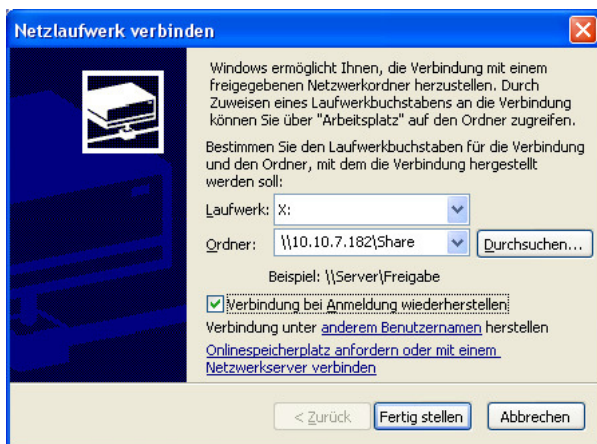 Netzlaufwerk verbinden
Windows ermöglicht Ihnen, die Verbindung mit einem
freigegebenen Netzwerkordner herzustellen. Durch
Zuweisen eines Laufwerkbuchstabens an die Verbindung
können Sie über "Arbeitsplatz" auf den Ordner zugreifen.
Bestimmen Sie den Laufwerkbuchstaben für die Verbindung
und den Ordner, mit dem die Verbindung hergestellt
werden soll:
Laufwerk: X:
Ordner: \\10.10.7.182\Share Durchsuchen...
Beispiel: \\Server\Freigabe
Verbindung bei Anmeldung wiederherstellen
Verbindung unter anderem Benutzernamen herstellen
Onlinespeicherplatz anfordern oder mit einem
Netzwerkserver verbinden
< Zurück Fertig stellen Abbrechen